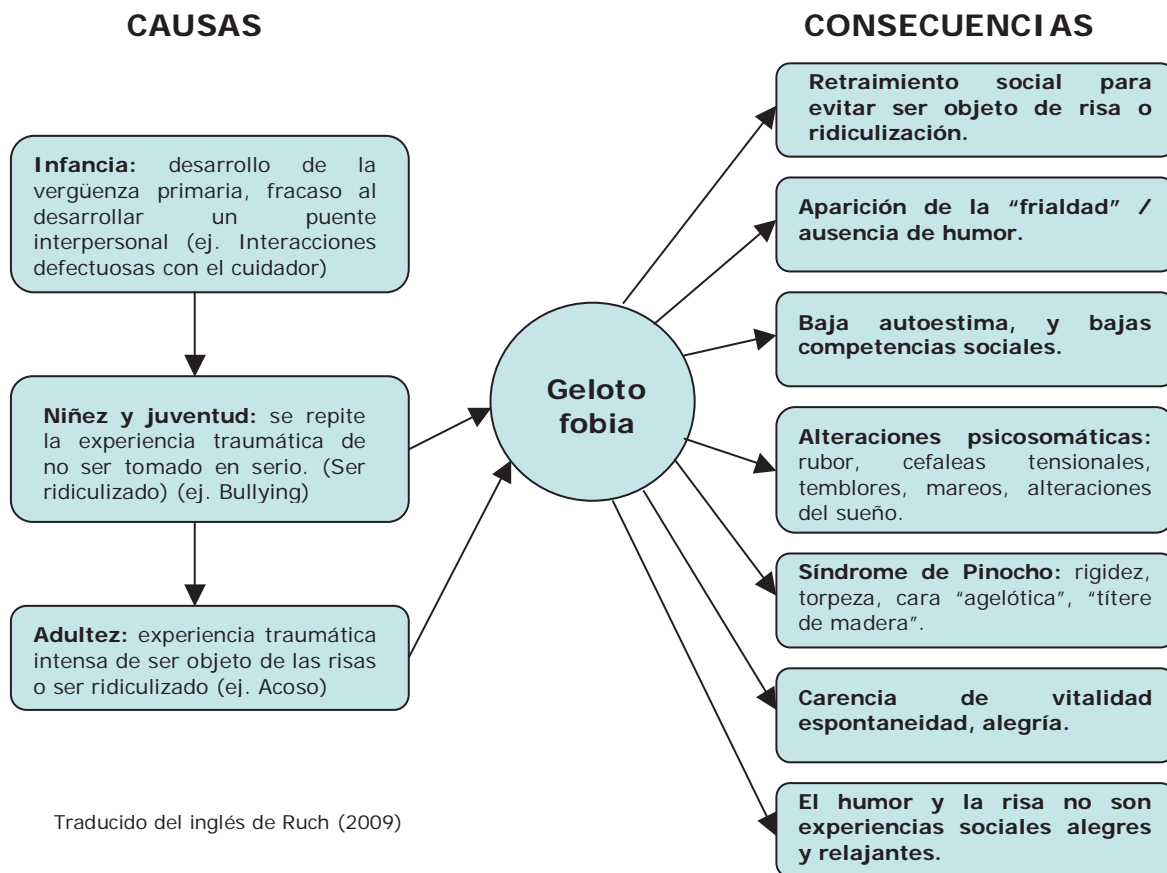 CAUSAS
Infancia: desarrollo de la
vergüenza primaria, fracaso al
desarrollar un puente
interpersonal (ej. Interacciones
defectuosas con el cuidador)
Niñez y juventud: se repite
la experiencia traumática de
no ser tomado en serio. (Ser
ridiculizado) (ej. Bullying)
Adultez: experiencia traumática
intensa de ser objeto de las risas
o ser ridiculizado (ej. Acoso)
Traducido del inglés de Ruch (2009)
Geloto
fobia
CONSECUENCIAS
Retraimiento social para
evitar ser objeto de risa o
ridiculización.
Aparición de la “frialdad” /
ausencia de humor.
Baja autoestima, y bajas
competencias sociales.
Alteraciones psicosomáticas:
rubor, cefaleas tensionales,
temblores, mareos, alteraciones
del sueño.
Síndrome de Pinocho: rigidez,
torpeza, cara “agelótica”, “títere
de madera”.
Carencia de vitalidad
espontaneidad, alegría.
El humor y la risa no son
experiencias sociales alegres
y relajantes.